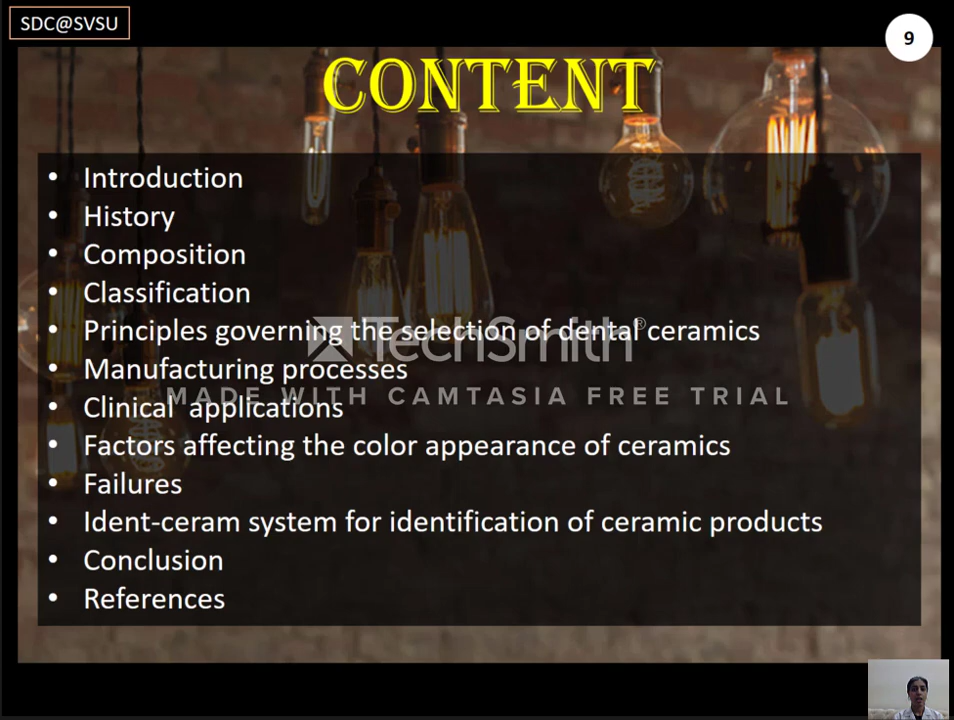 SDC@SVSU
9
CONTENT
• Introduction
• History
• Composition
• Classification
• Principles governing the selection of dental ceramics
• Manufacturing processes
• Clinical applications
• Factors affecting the color appearance of ceramics
• Failures
• Ident-ceram system for identification of ceramic products
• Conclusion
• References
TechSmith®
MADE WITH CAMTASIA FREE TRIAL